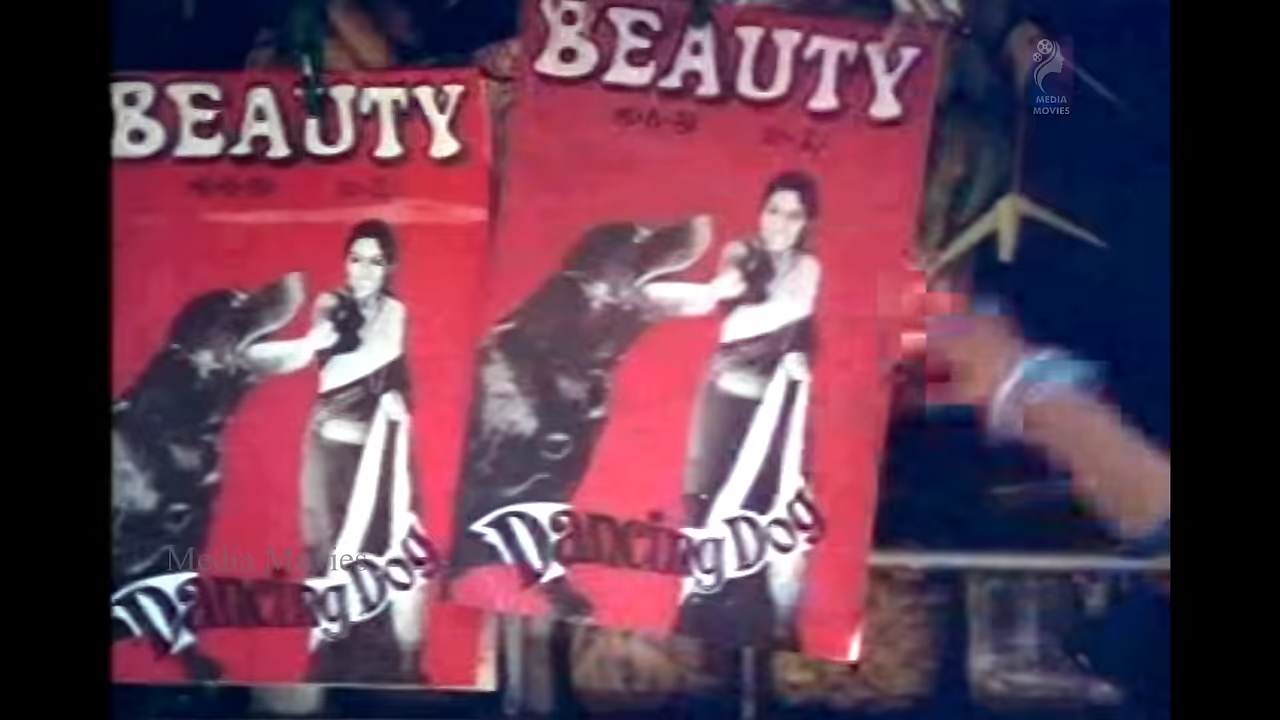 BEAUTY
Dancing Dog
BEAUTY
Dancing Dog
MEDIA
MOVIES
Media Movies